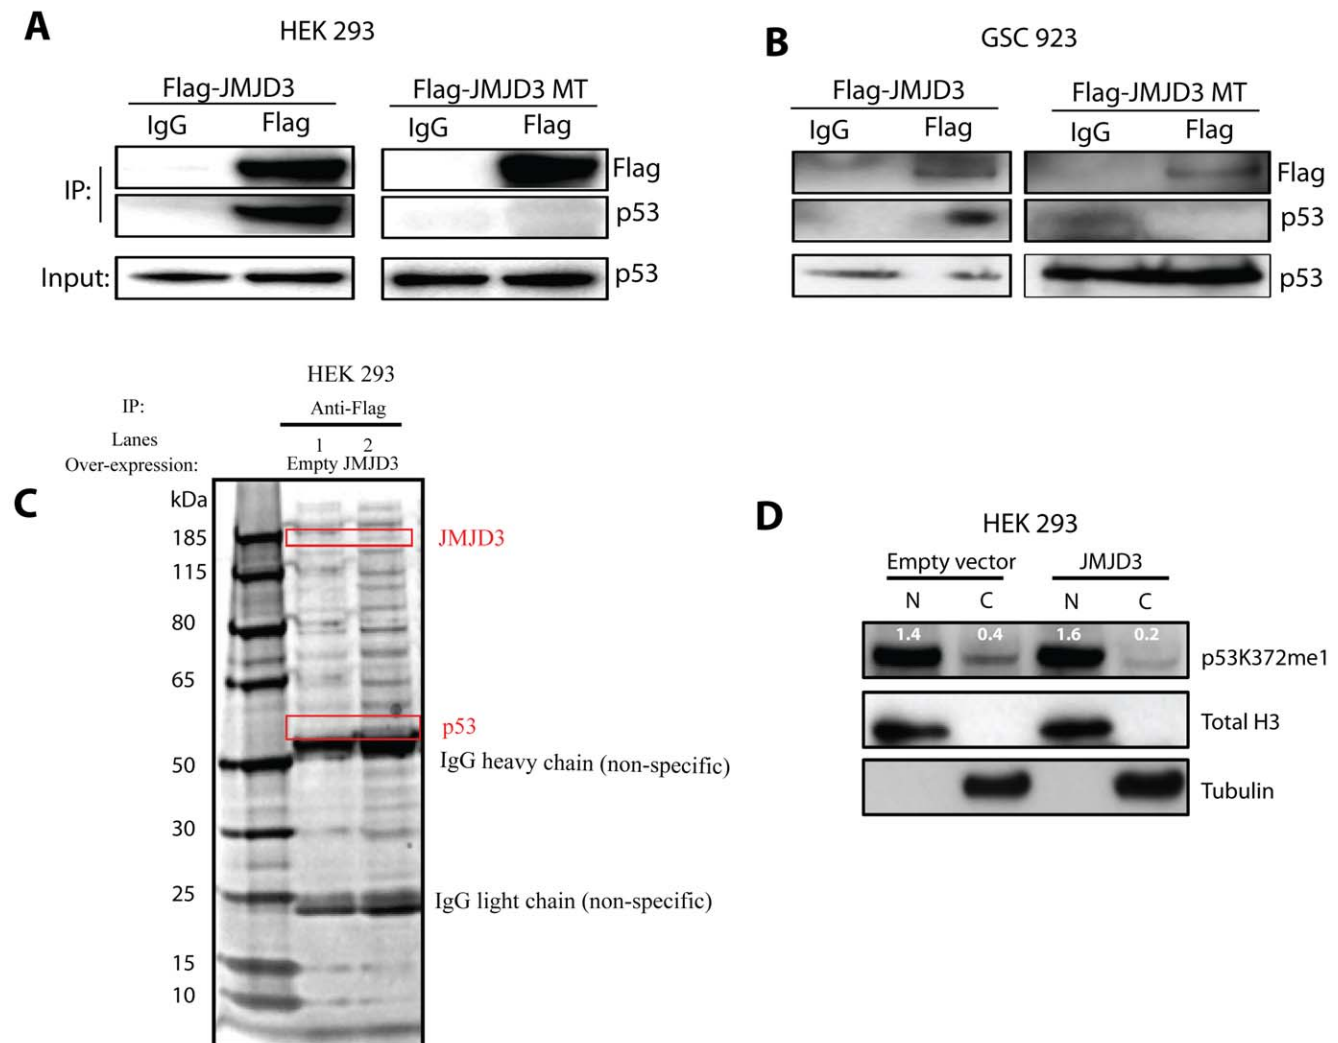 A
HEK 293
Flag-JMJD3
Flag-JMJD3 MT
IgG
Flag
IgG
Flag
IP:
Flag
p53
Input:
p53
B
GSC 923
Flag-JMJD3
Flag-JMJD3 MT
IgG
Flag
IgG
Flag
Flag
p53
p53
C
HEK 293
IP:
Anti-Flag
Lanes
1 2
Over-expression:
Empty JMJD3
kDa
185
JMJD3
115
80
65
p53
IgG heavy chain (non-specific)
50
30
25
IgG light chain (non-specific)
15
10
D
HEK 293
Empty vector
JMJD3
N C N C
1.4 0.4 1.6 0.2
p53K372me1
Total H3
Tubulin